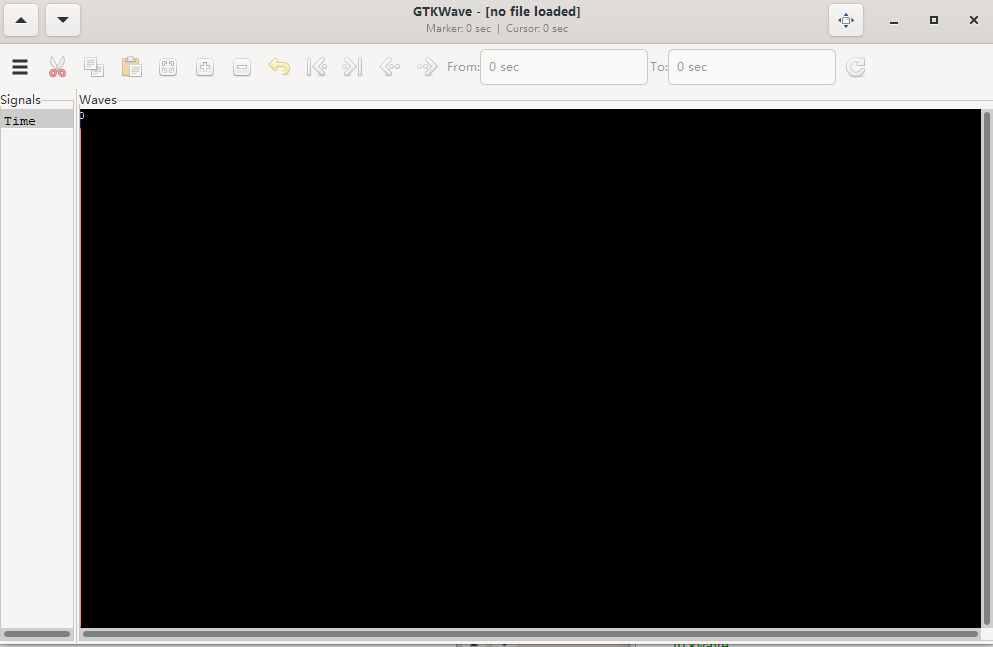 GTKWave - [no file loaded]
Marker: 0 sec | Cursor: 0 sec
From: 0 sec To: 0 sec
Signals Waves
Time 0